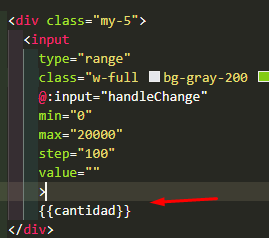 <div class="my-5">
<input
type="range"
class="w-full bg-gray-200
@:input="handleChange"
min="0"
max="20000"
step="100"
value=""
>
{{cantidad}}
</div>